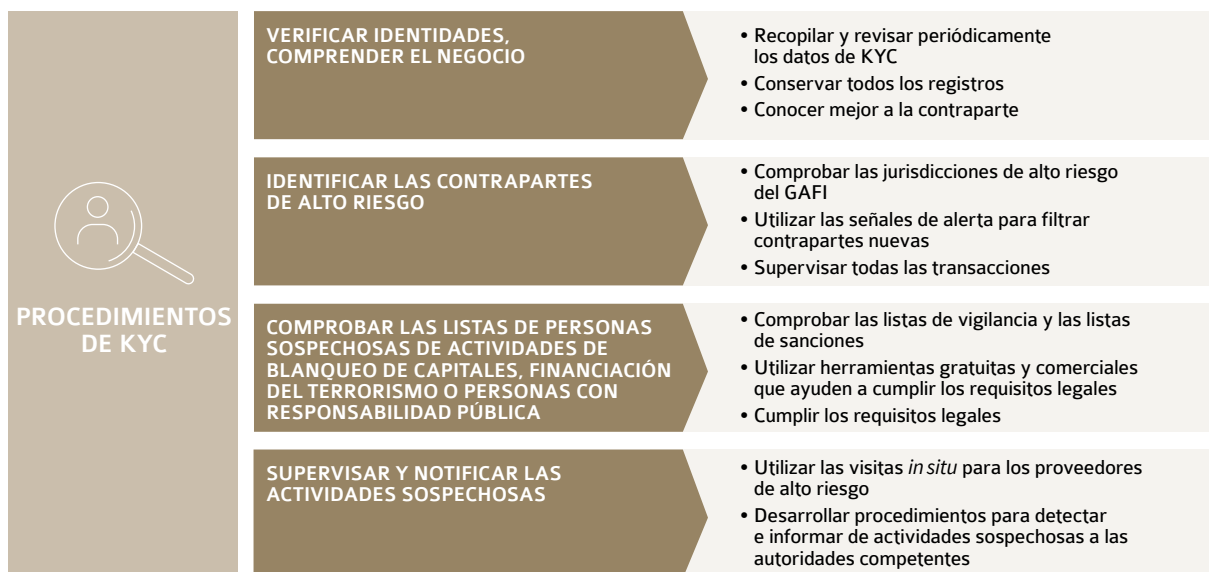 PROCEDIMIENTOS
DE KYC
VERIFICAR IDENTIDADES,
COMPRENDER EL NEGOCIO
• Recopilar y revisar periódicamente
los datos de KYC
• Conservar todos los registros
• Conocer mejor a la contraparte
IDENTIFICAR LAS CONTRAPARTES
DE ALTO RIESGO
• Comprobar las jurisdicciones de alto riesgo
del GAFI
• Utilizar las señales de alerta para filtrar
contrapartes nuevas
• Supervisar todas las transacciones
COMPROBAR LAS LISTAS DE PERSONAS
SOSPECHOSAS DE ACTIVIDADES DE
BLANQUEO DE CAPITALES, FINANCIACIÓN
DEL TERRORISMO O PERSONAS CON
RESPONSABILIDAD PÚBLICA
• Comprobar las listas de vigilancia y las listas
de sanciones
• Utilizar herramientas gratuitas y comerciales
que ayuden a cumplir los requisitos legales
• Cumplir los requisitos legales
SUPERVISAR Y NOTIFICAR LAS
ACTIVIDADES SOSPECHOSAS
• Utilizar las visitas in situ para los proveedores
de alto riesgo
• Desarrollar procedimientos para detectar
e informar de actividades sospechosas a las
autoridades competentes